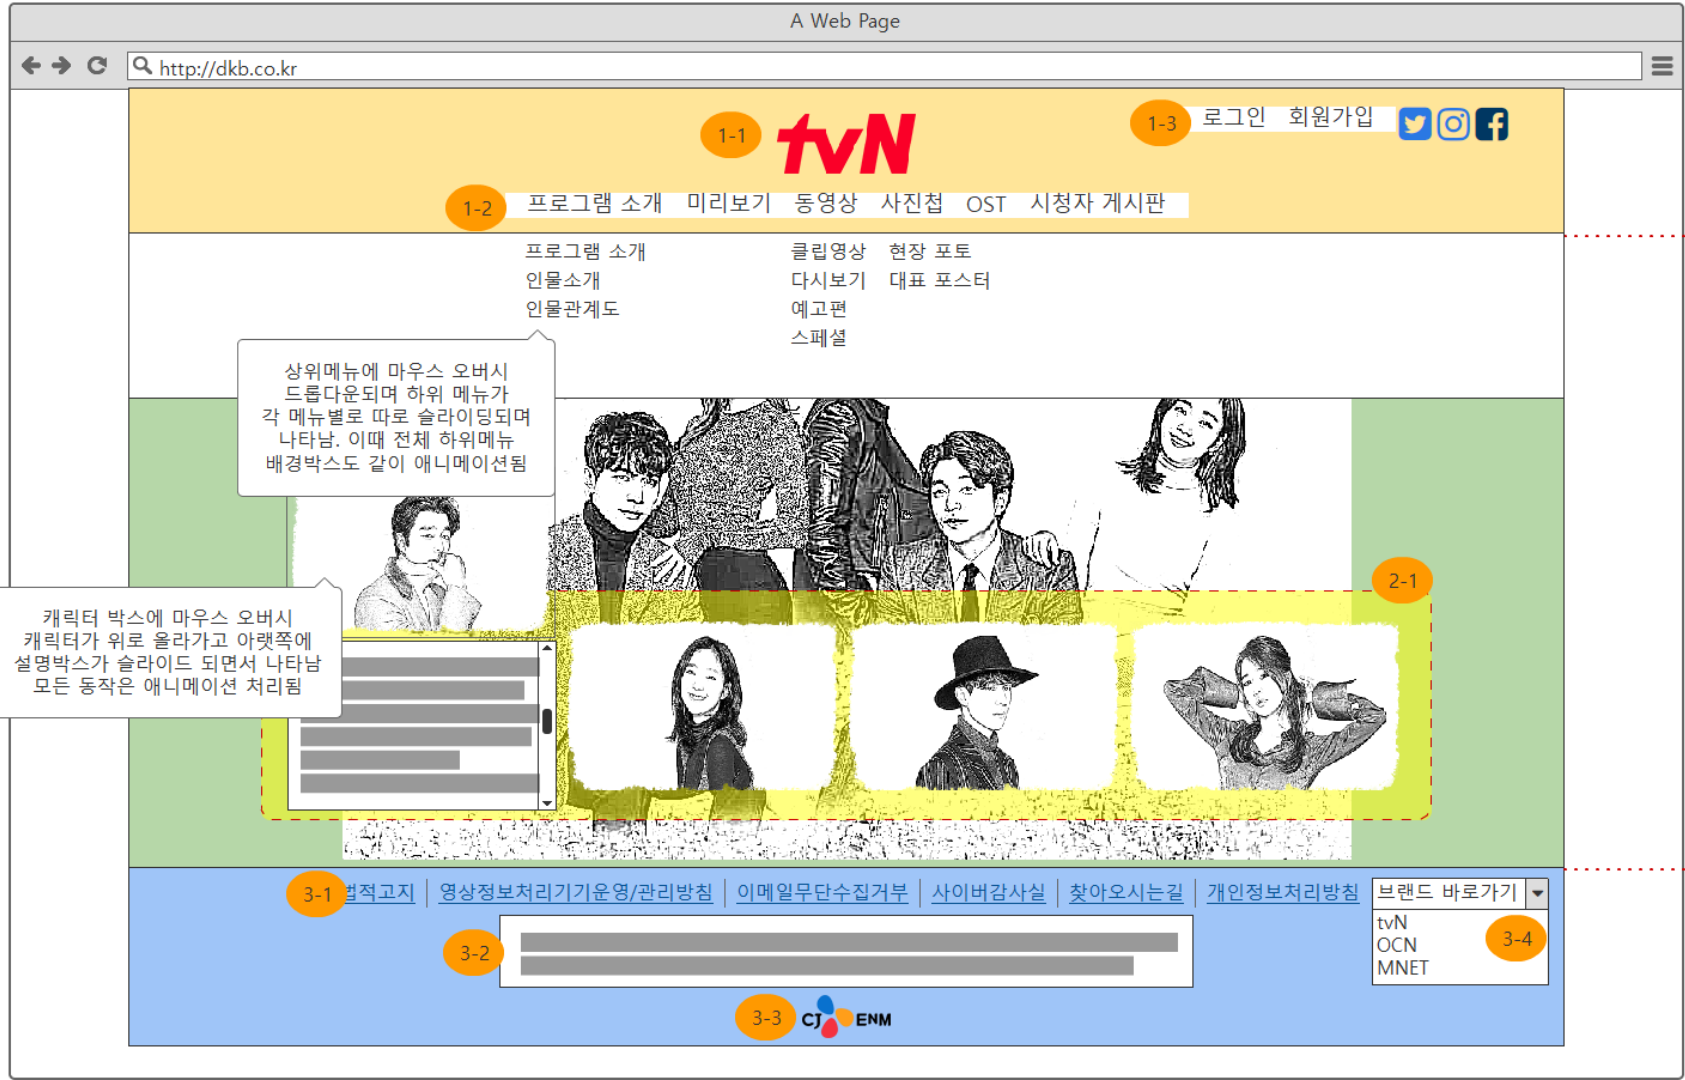 A Web Page
http://dkb.co.kr
1-1
tvN
1-3
로그인 회원가입
1-2
프로그램 소개 미리보기 동영상 사진첩 OST 시청자 게시판
프로그램 소개
인물소개
인물관계도
클립영상
다시보기
예고편
스페셜
현장 포토
대표 포스터
상위메뉴에 마우스 오버시
드롭다운되며 하위 메뉴가
각 메뉴별로 따로 슬라이딩되며
나타남. 이때 전체 하위메뉴
배경박스도 같이 애니메이션됨
2-1
캐릭터 박스에 마우스 오버시
캐릭터가 위로 올라가고 아랫쪽에
설명박스가 슬라이드 되면서 나타남
모든 동작은 애니메이션 처리됨
3-1
법적고지 영상정보처리기기운영/관리방침 이메일무단수집거부 사이버감사실 찾아오시는길 개인정보처리방침
브랜드 바로가기
tvN
OCN
MNET
3-4
3-2
3-3
CJ ENM